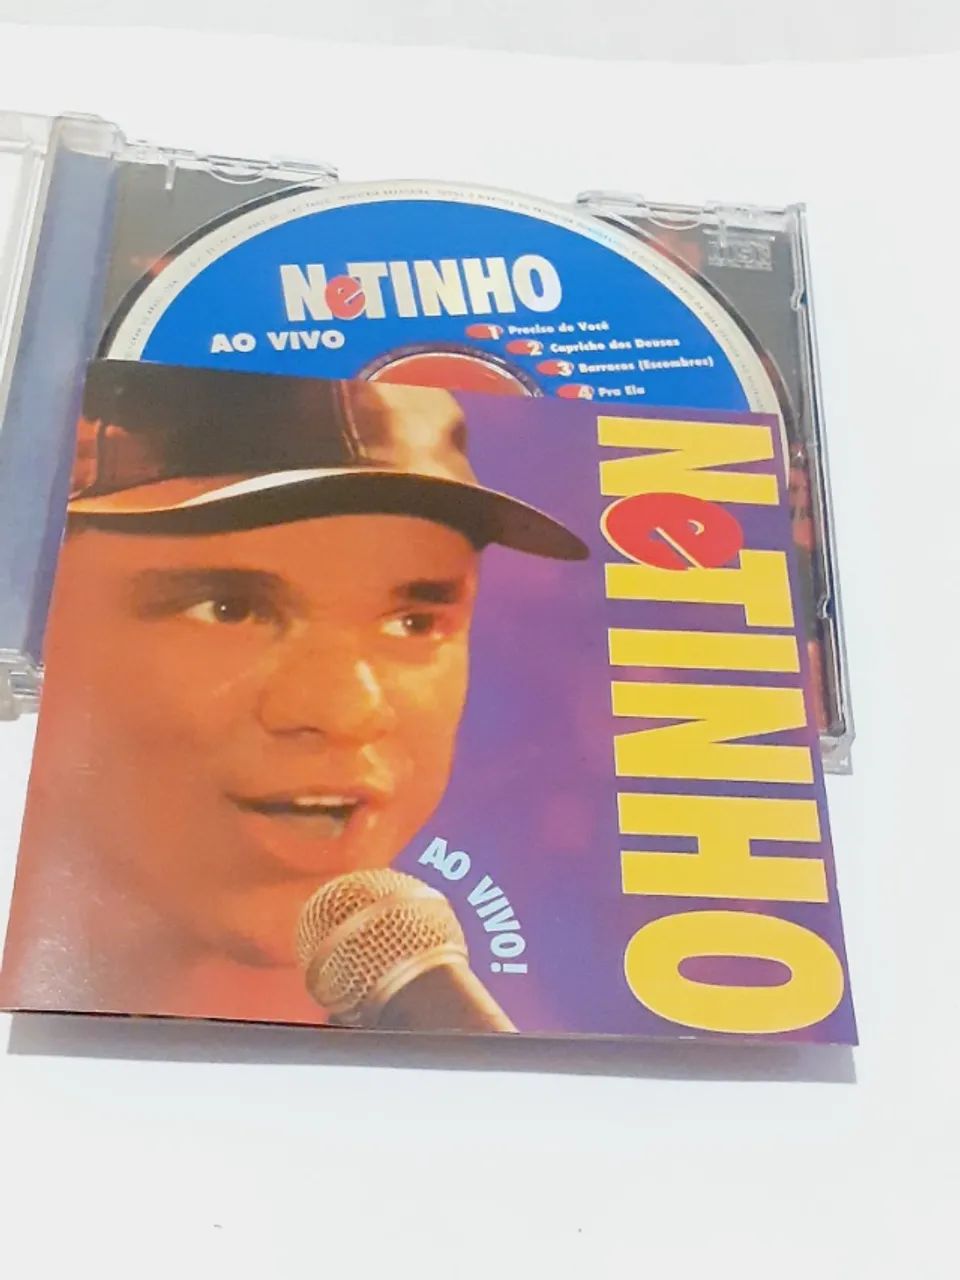 NeTINHO
AO VIVO
1 Preciso de Você
2 Capricho dos Deuses
3 Barracos (Escombros)
4 Pra Ela
NeTINHO
AO VIVO!